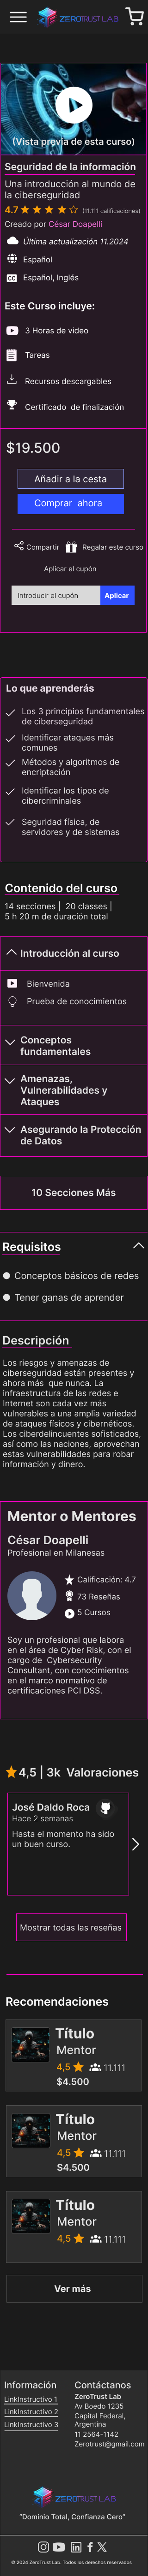 ZEROTRUST LAB
(Vista previa de este curso)
Seguridad de la información
Una introducción al mundo de
la ciberseguridad
4.7 (11.111 calificaciones)
Creado por César Doapelli
Última actualización 11.2024
Español
Español, Inglés
Este Curso incluye:
3 Horas de video
Tareas
Recursos descargables
Certificado de finalización
$19.500
Añadir a la cesta
Comprar ahora
Compartir
Regalar este curso
Aplicar el cupón
Introducir el cupón
Aplicar
Lo que aprenderás
Los 3 principios fundamentales
de ciberseguridad
Identificar ataques más
comunes
Métodos y algoritmos de
encriptación
Identificar los tipos de
cibercriminales
Seguridad física, de
servidores y de sistemas
Contenido del curso
14 secciones | 20 classes |
5 h 20 m de duración total
Introducción al curso
Bienvenida
Prueba de conocimientos
Conceptos
fundamentales
Amenazas,
Vulnerabilidades y
Ataques
Asegurando la Protección
de Datos
10 Secciones Más
Requisitos
Conceptos básicos de redes
Tener ganas de aprender
Descripción
Los riesgos y amenazas de
ciberseguridad están presentes y
ahora más que nunca. La
infraestructura de las redes e
Internet son cada vez más
vulnerables a una amplia variedad
de ataques físicos y cibernéticos.
Los ciberdelincuentes sofisticados,
así como las naciones, aprovechan
estas vulnerabilidades para robar
información y dinero.
Mentor o Mentores
César Doapelli
Profesional en Milanesas
Calificación: 4.7
73 Reseñas
5 Cursos
Soy un profesional que labora
en el área de Cyber Risk, con el
cargo de Cybersecurity
Consultant, con conocimientos
en el marco normativo de
certificaciones PCI DSS.
4,5 | 3k Valoraciones
José Daldo Roca
Hace 2 semanas
Hasta el momento ha sido
un buen curso.
Mostrar todas las reseñas
Recomendaciones
Título
Mentor
4,5 11.111
$4.500
Título
Mentor
4,5 11.111
$4.500
Título
Mentor
4,5 11.111
Ver más
Información
LinkInstructivo 1
LinkInstructivo 2
LinkInstructivo 3
Contáctanos
ZeroTrust Lab
Av Boedo 1235
Capital Federal,
Argentina
11 2564-1142
Zerotrust@gmail.com
ZEROTRUST LAB
"Dominio Total, Confianza Cero"
© 2024 ZeroTrust Lab. Todos los derechos reservados